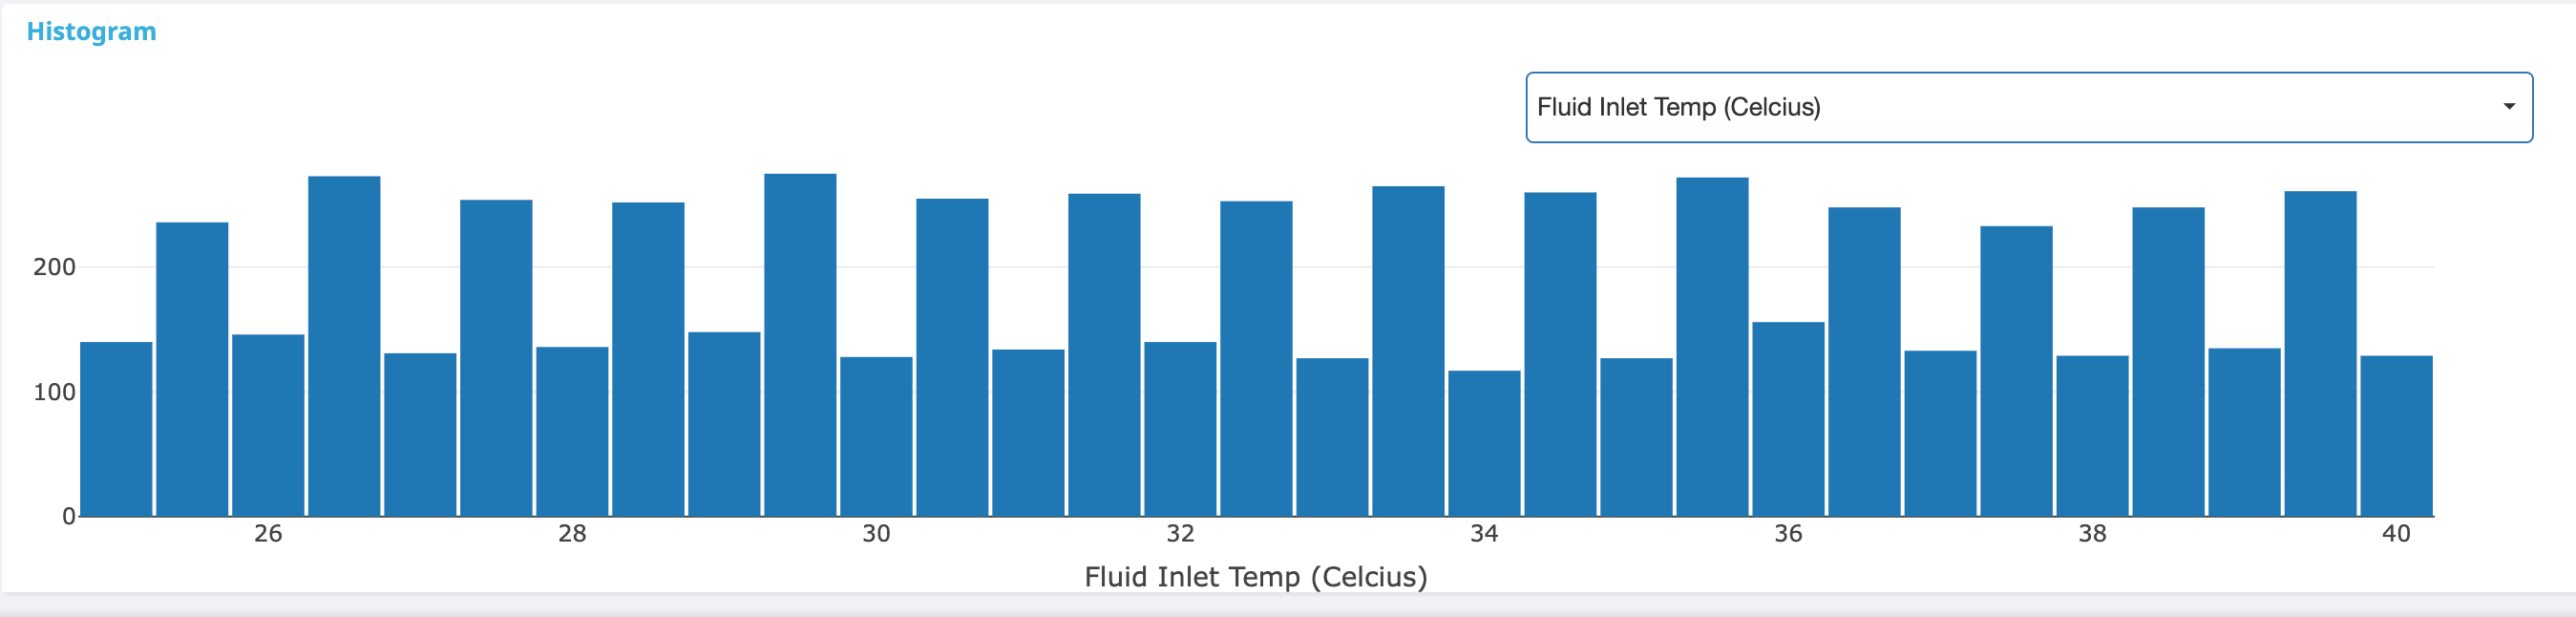 Histogram
Fluid Inlet Temp (Celcius)
200
100
0
26 28 30 32 34 36 38 40
Fluid Inlet Temp (Celcius)